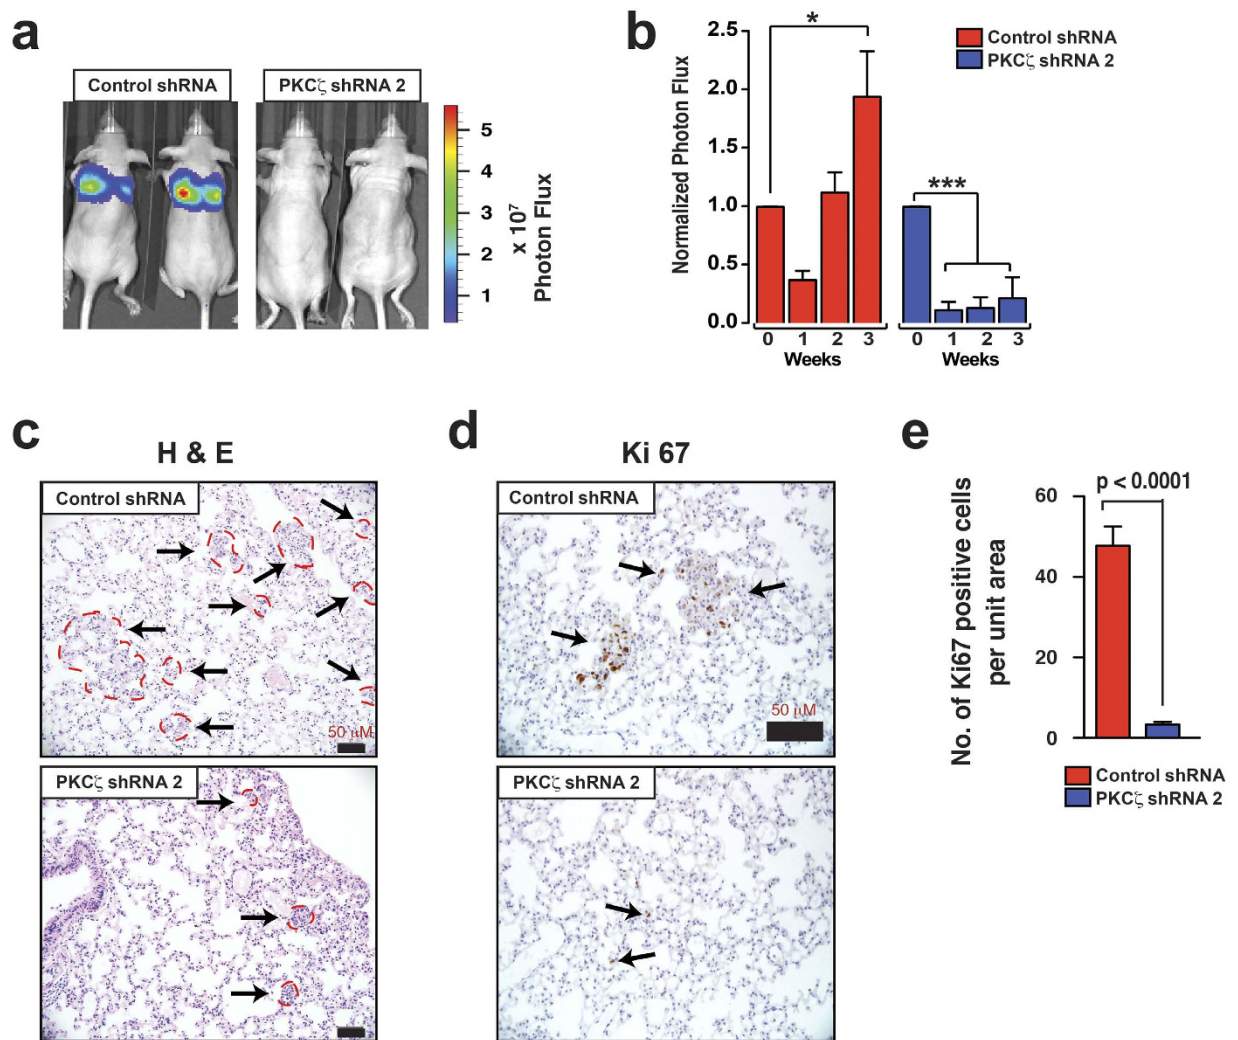 a
Control shRNA
PKCζ shRNA 2
5
4
3
2
1
x 10⁷
Photon Flux
b
Normalized Photon Flux
2.5
2.0
1.5
1.0
0.5
0.0
*
***
Control shRNA
PKCζ shRNA 2
0 1 2 3
Weeks
0 1 2 3
Weeks
c
H & E
Control shRNA
50 µM
PKCζ shRNA 2
d
Ki 67
Control shRNA
50 µM
PKCζ shRNA 2
e
No. of Ki67 positive cells
per unit area
p < 0.0001
60
40
20
0
Control shRNA
PKCζ shRNA 2